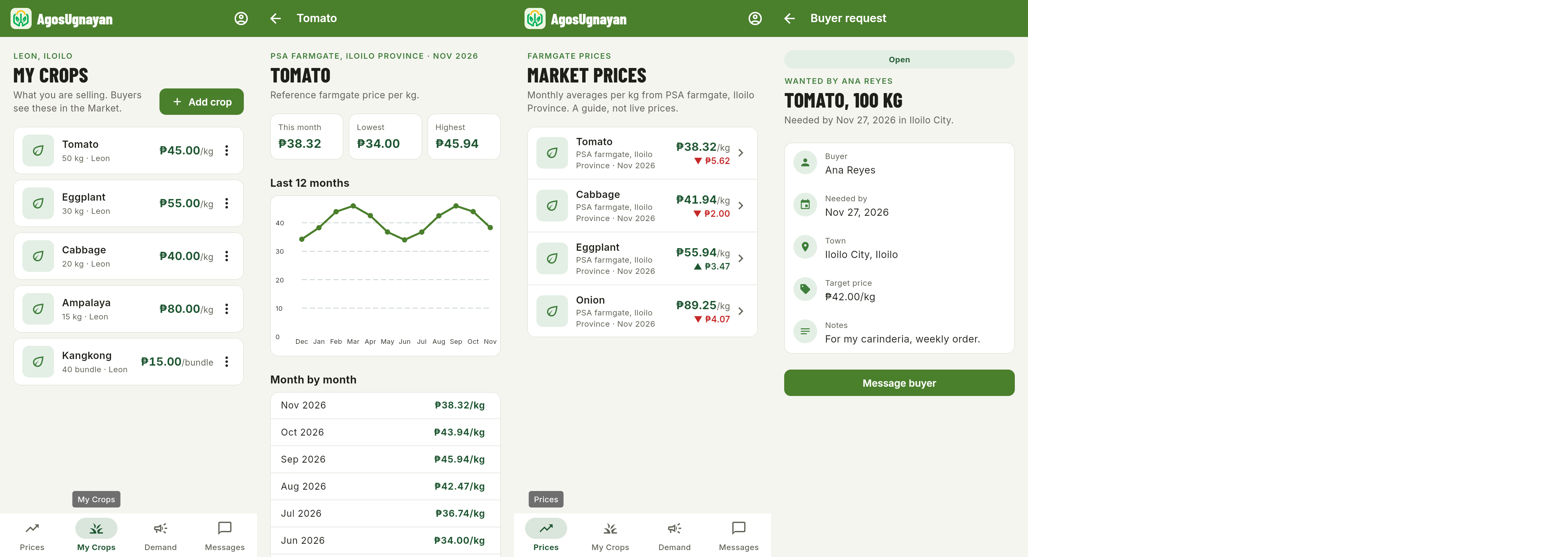 AgosUgnayan
LEON, ILOILO
MY CROPS
What you are selling. Buyers
see these in the Market.
+ Add crop
Tomato
50 kg · Leon
₱45.00/kg
Eggplant
30 kg · Leon
₱55.00/kg
Cabbage
20 kg · Leon
₱40.00/kg
Ampalaya
15 kg · Leon
₱80.00/kg
Kangkong
40 bundle · Leon
₱15.00/bundle
My Crops
Prices
My Crops
Demand
Messages
Tomato
PSA FARMGATE, ILOILO PROVINCE · NOV 2026
TOMATO
Reference farmgate price per kg.
This month
₱38.32
Lowest
₱34.00
Highest
₱45.94
Last 12 months
40
30
20
10
0
Dec Jan Feb Mar Apr May Jun Jul Aug Sep Oct Nov
Month by month
Nov 2026 ₱38.32/kg
Oct 2026 ₱43.94/kg
Sep 2026 ₱45.94/kg
Aug 2026 ₱42.47/kg
Jul 2026 ₱36.74/kg
Jun 2026 ₱34.00/kg
AgosUgnayan
FARMGATE PRICES
MARKET PRICES
Monthly averages per kg from PSA farmgate, Iloilo
Province. A guide, not live prices.
Tomato
PSA farmgate, Iloilo
Province · Nov 2026
₱38.32/kg
▼ ₱5.62
Cabbage
PSA farmgate, Iloilo
Province · Nov 2026
₱41.94/kg
▼ ₱2.00
Eggplant
PSA farmgate, Iloilo
Province · Nov 2026
₱55.94/kg
▲ ₱3.47
Onion
PSA farmgate, Iloilo
Province · Nov 2026
₱89.25/kg
▼ ₱4.07
Prices
Prices
My Crops
Demand
Messages
Buyer request
Open
WANTED BY ANA REYES
TOMATO, 100 KG
Needed by Nov 27, 2026 in Iloilo City.
Buyer
Ana Reyes
Needed by
Nov 27, 2026
Town
Iloilo City, Iloilo
Target price
₱42.00/kg
Notes
For my carinderia, weekly order.
Message buyer